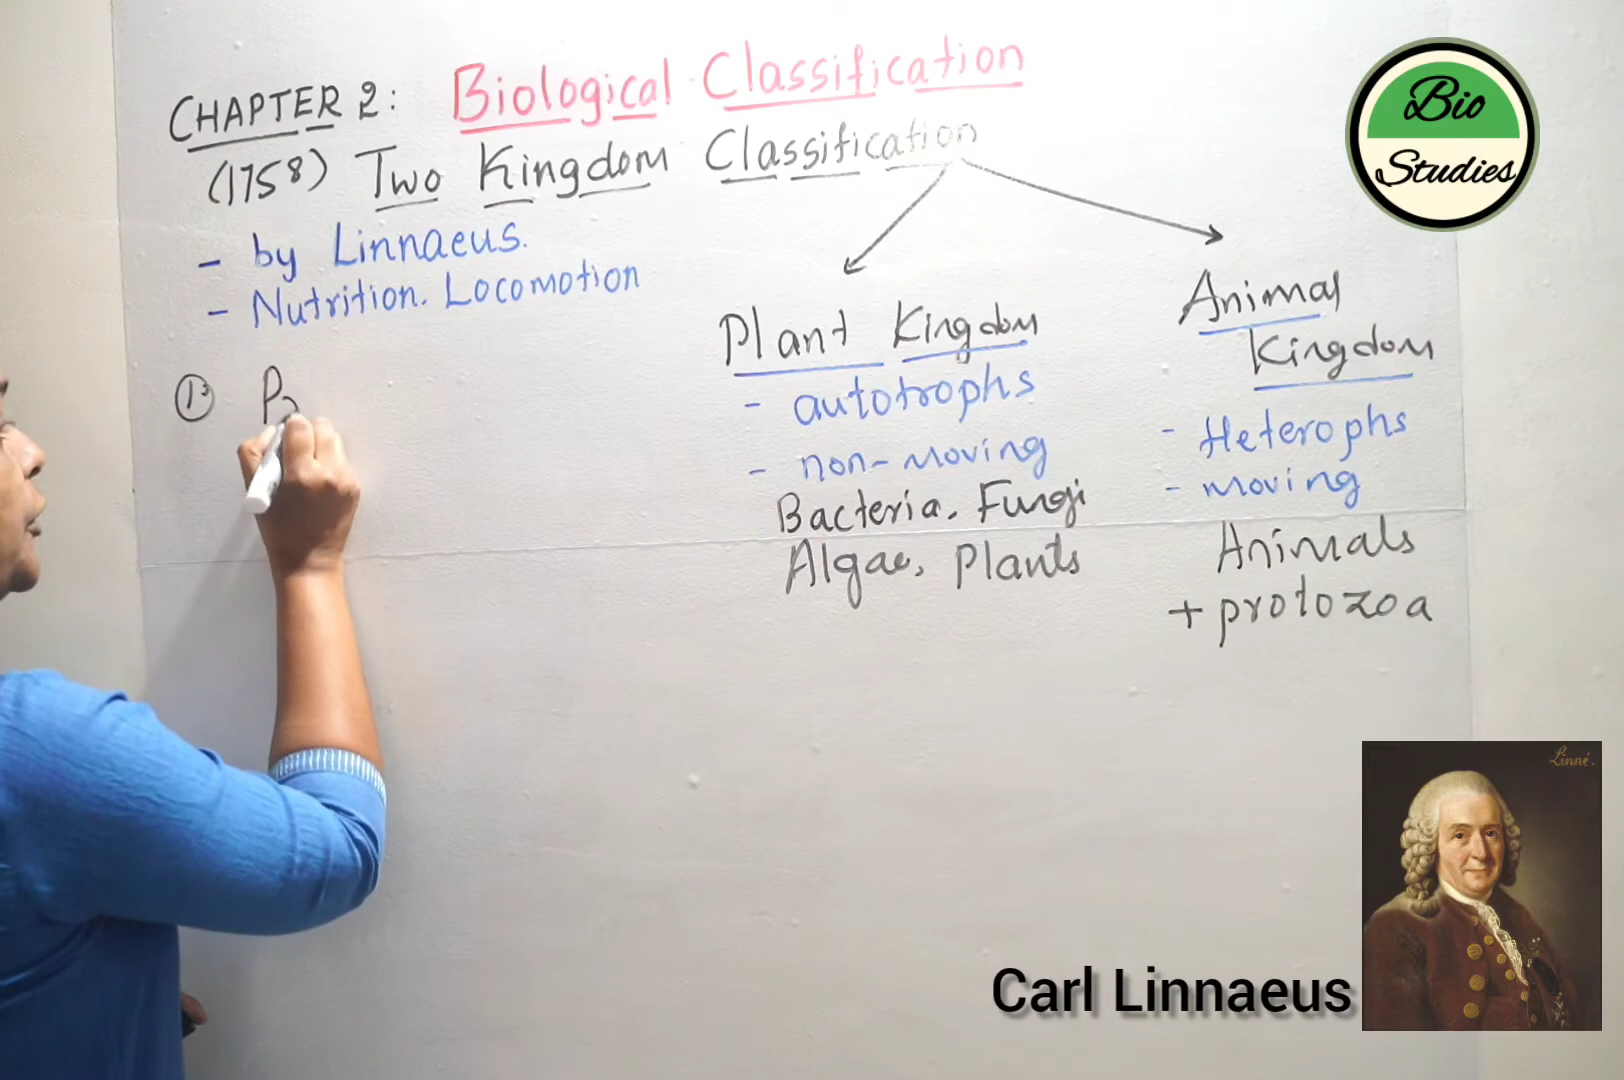 CHAPTER 2: Biological Classification
(1758) Two Kingdom Classification
- by Linnaeus.
- Nutrition. Locomotion
Plant Kingdom
- autotrophs
- non-moving
Bacteria, Fungi
Algae, Plants
Animal
Kingdom
- Heterophs
- moving
Animals
+ protozoa
1.
Bio
Studies
Linné.
Carl Linnaeus